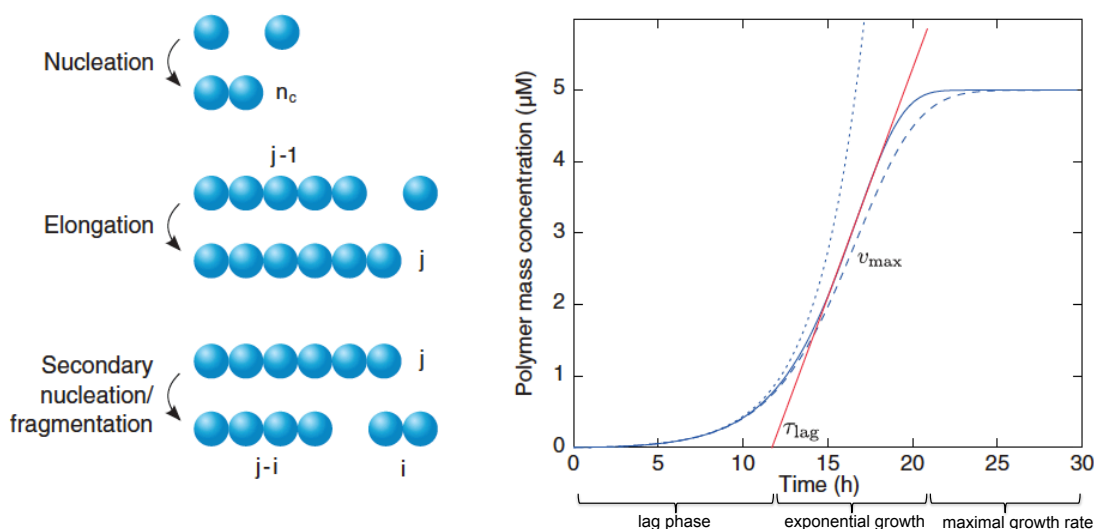 Nucleation
n_c
j-1
Elongation
j
Secondary
nucleation/
fragmentation
j
j-i
i
Polymer mass concentration (μM)
5
4
3
2
1
0
v_max
τ_lag
0 5 10 15 20 25 30
Time (h)
lag phase exponential growth maximal growth rate